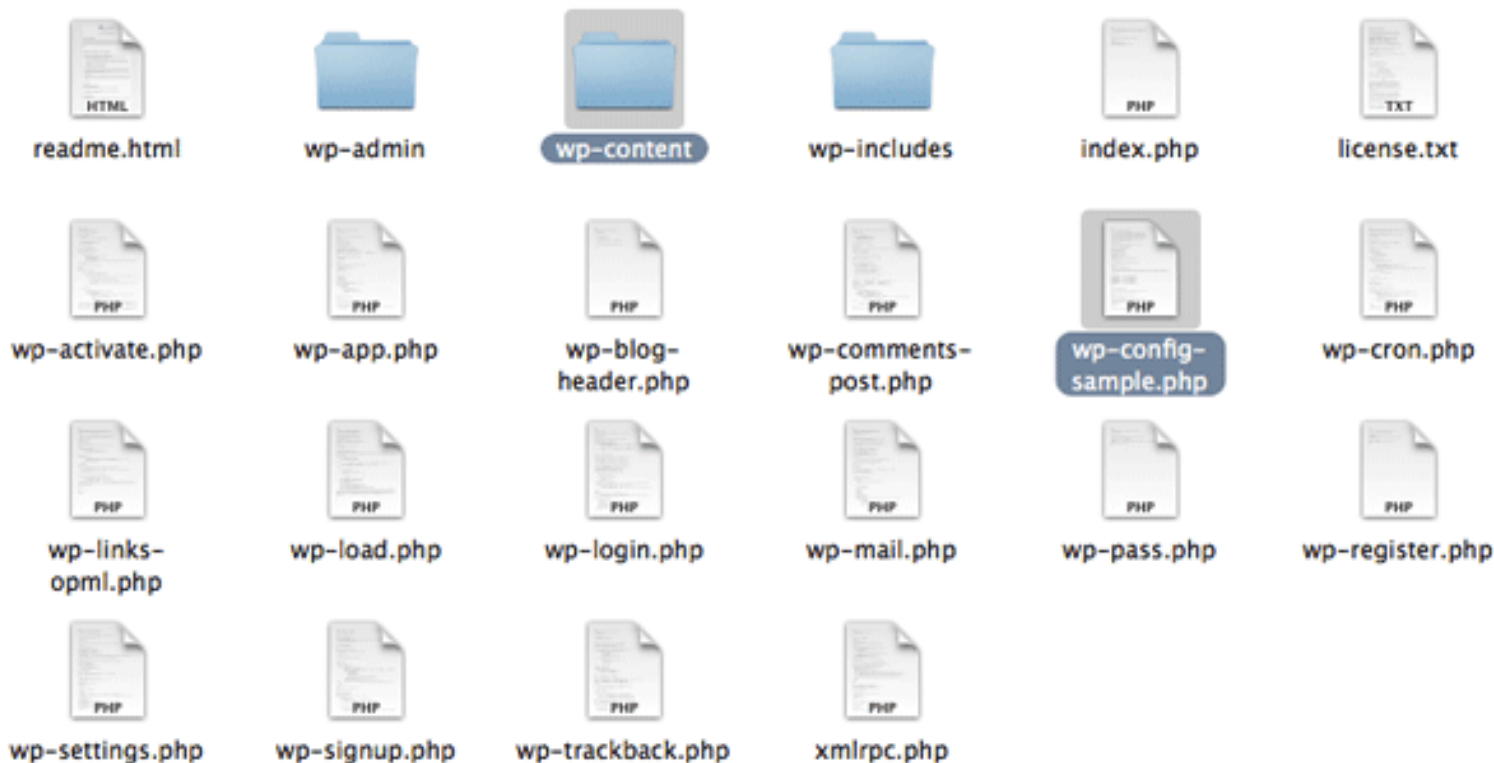 HTML
PHP
TXT
readme.html
wp-admin
wp-content
wp-includes
index.php
license.txt
PHP
PHP
PHP
PHP
PHP
PHP
wp-activate.php
wp-app.php
wp-blog-
header.php
wp-comments-
post.php
wp-config-
sample.php
wp-cron.php
PHP
PHP
PHP
PHP
PHP
PHP
wp-links-
opml.php
wp-load.php
wp-login.php
wp-mail.php
wp-pass.php
wp-register.php
PHP
PHP
PHP
PHP
wp-settings.php
wp-signup.php
wp-trackback.php
xmlrpc.php